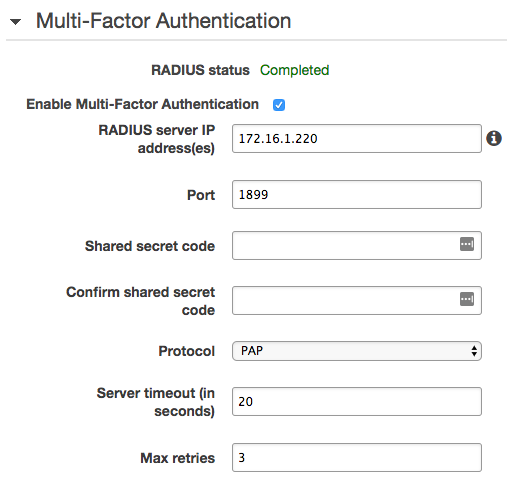 Multi-Factor Authentication
RADIUS status Completed
Enable Multi-Factor Authentication
RADIUS server IP
address(es)
172.16.1.220
Port 1899
Shared secret code
Confirm shared secret
code
Protocol PAP
Server timeout (in
seconds)
20
Max retries 3